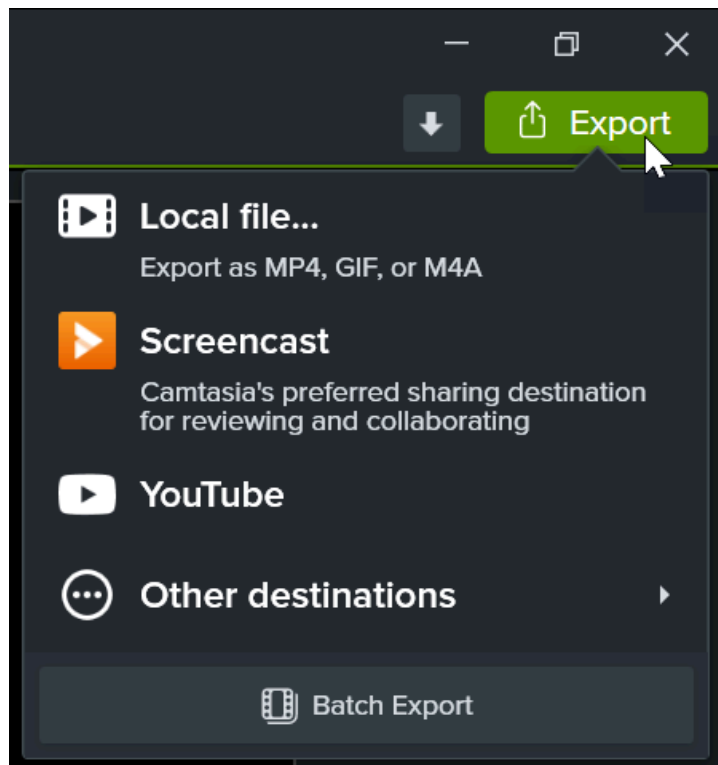 Export
Local file...
Export as MP4, GIF, or M4A
Screencast
Camtasia's preferred sharing destination
for reviewing and collaborating
YouTube
Other destinations
Batch Export